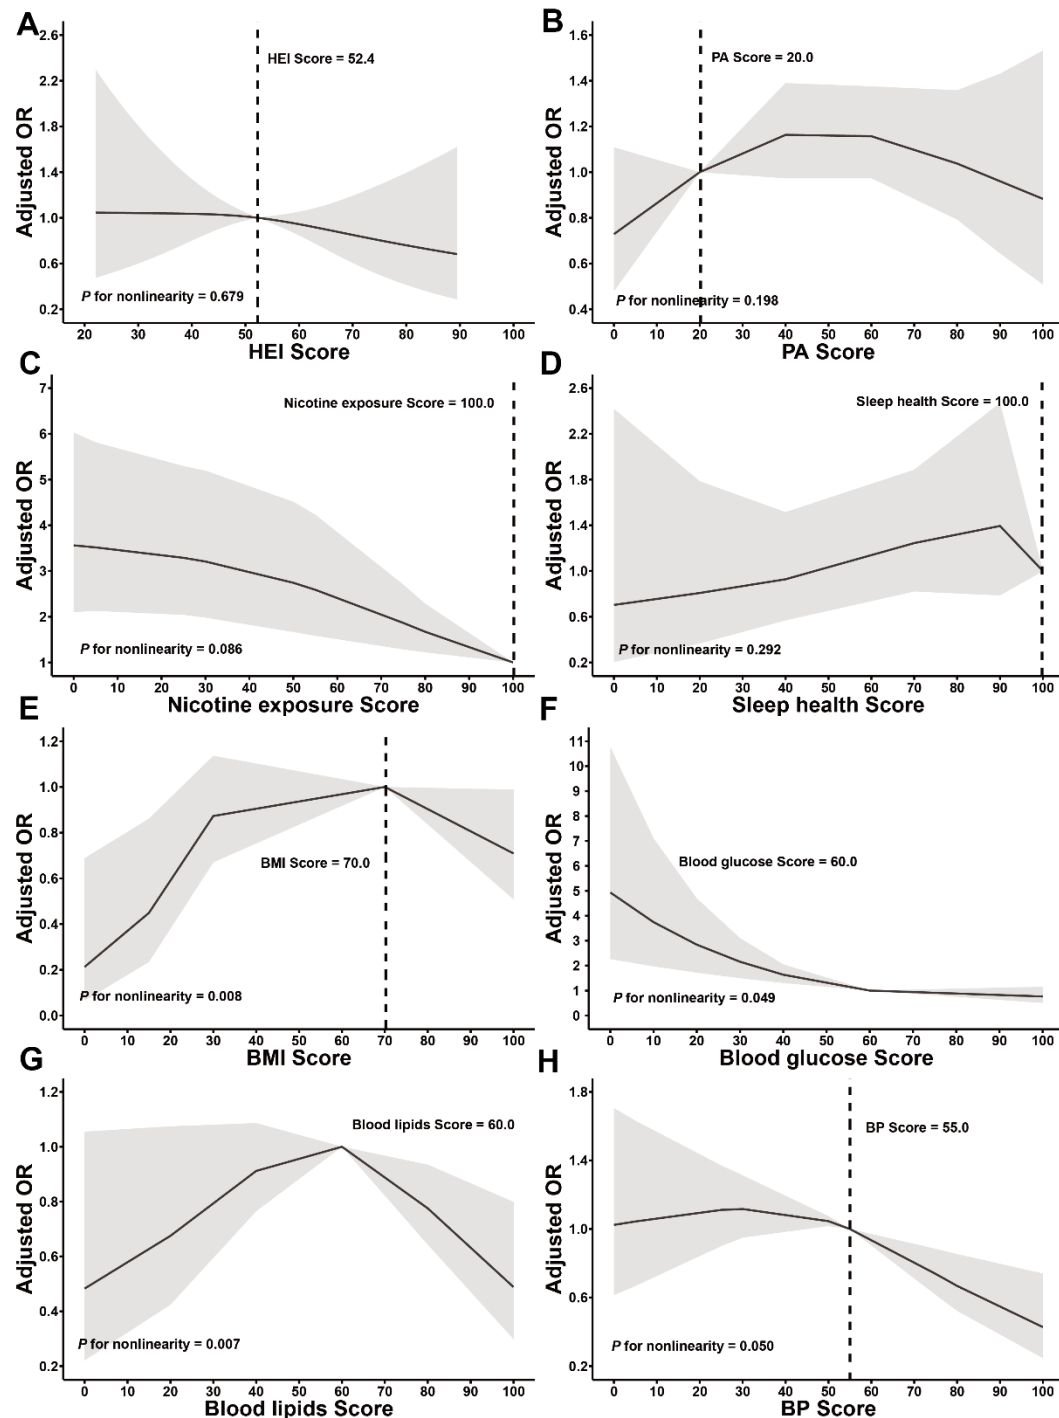 A
2.6
2.2
1.8
1.4
1.0
0.6
0.2
Adjusted OR
HEI Score = 52.4
P for nonlinearity = 0.679
20 30 40 50 60 70 80 90 100
HEI Score
B
1.6
1.4
1.2
1.0
0.8
0.6
0.4
Adjusted OR
PA Score = 20.0
P for nonlinearity = 0.198
0 10 20 30 40 50 60 70 80 90 100
PA Score
C
7
6
5
4
3
2
1
Adjusted OR
Nicotine exposure Score = 100.0
P for nonlinearity = 0.086
0 10 20 30 40 50 60 70 80 90 100
Nicotine exposure Score
D
2.6
2.2
1.8
1.4
1.0
0.6
0.2
Adjusted OR
Sleep health Score = 100.0
P for nonlinearity = 0.292
0 10 20 30 40 50 60 70 80 90 100
Sleep health Score
E
1.2
1.0
0.8
0.6
0.4
0.2
0.0
Adjusted OR
BMI Score = 70.0
P for nonlinearity = 0.008
0 10 20 30 40 50 60 70 80 90 100
BMI Score
F
11
10
9
8
7
6
5
4
3
2
1
0
Adjusted OR
Blood glucose Score = 60.0
P for nonlinearity = 0.049
0 10 20 30 40 50 60 70 80 90 100
Blood glucose Score
G
1.2
1.0
0.8
0.6
0.4
0.2
Adjusted OR
Blood lipids Score = 60.0
P for nonlinearity = 0.007
0 10 20 30 40 50 60 70 80 90 100
Blood lipids Score
H
1.8
1.4
1.0
0.6
0.2
Adjusted OR
BP Score = 55.0
P for nonlinearity = 0.050
0 10 20 30 40 50 60 70 80 90 100
BP Score